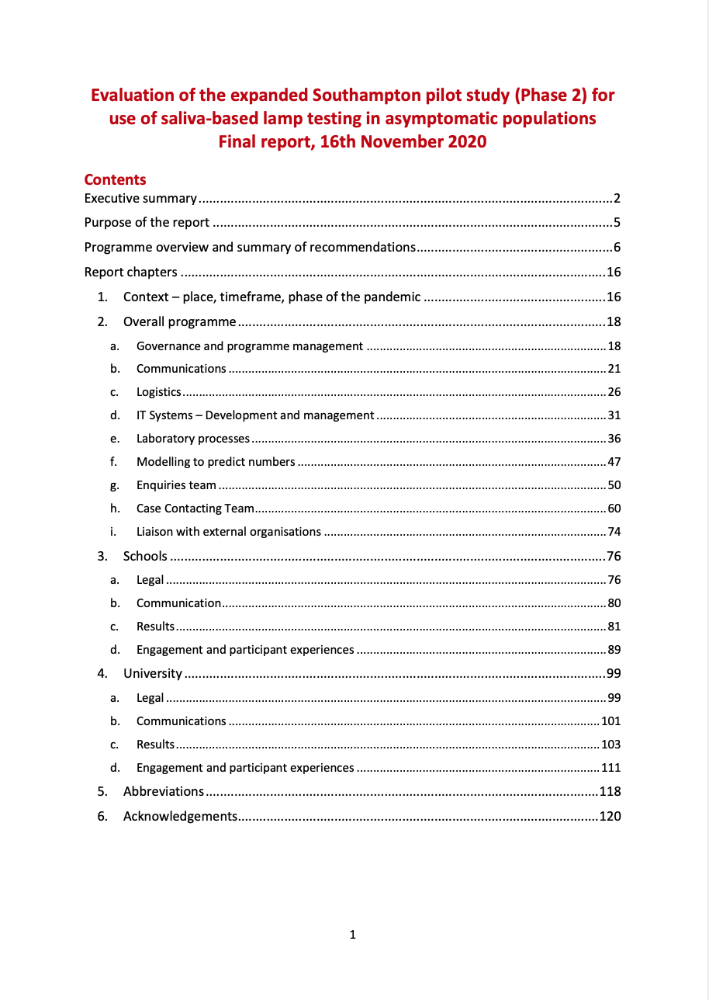 Evaluation of the expanded Southampton pilot study (Phase 2) for
use of saliva-based lamp testing in asymptomatic populations
Final report, 16th November 2020
Contents
Executive summary 2
Purpose of the report 5
Programme overview and summary of recommendations 6
Report chapters 16
1. Context – place, timeframe, phase of the pandemic 16
2. Overall programme 18
a. Governance and programme management 18
b. Communications 21
c. Logistics 26
d. IT Systems – Development and management 31
e. Laboratory processes 36
f. Modelling to predict numbers 47
g. Enquiries team 50
h. Case Contacting Team 60
i. Liaison with external organisations 74
3. Schools 76
a. Legal 76
b. Communication 80
c. Results 81
d. Engagement and participant experiences 89
4. University 99
a. Legal 99
b. Communications 101
c. Results 103
d. Engagement and participant experiences 111
5. Abbreviations 118
6. Acknowledgements 120
1